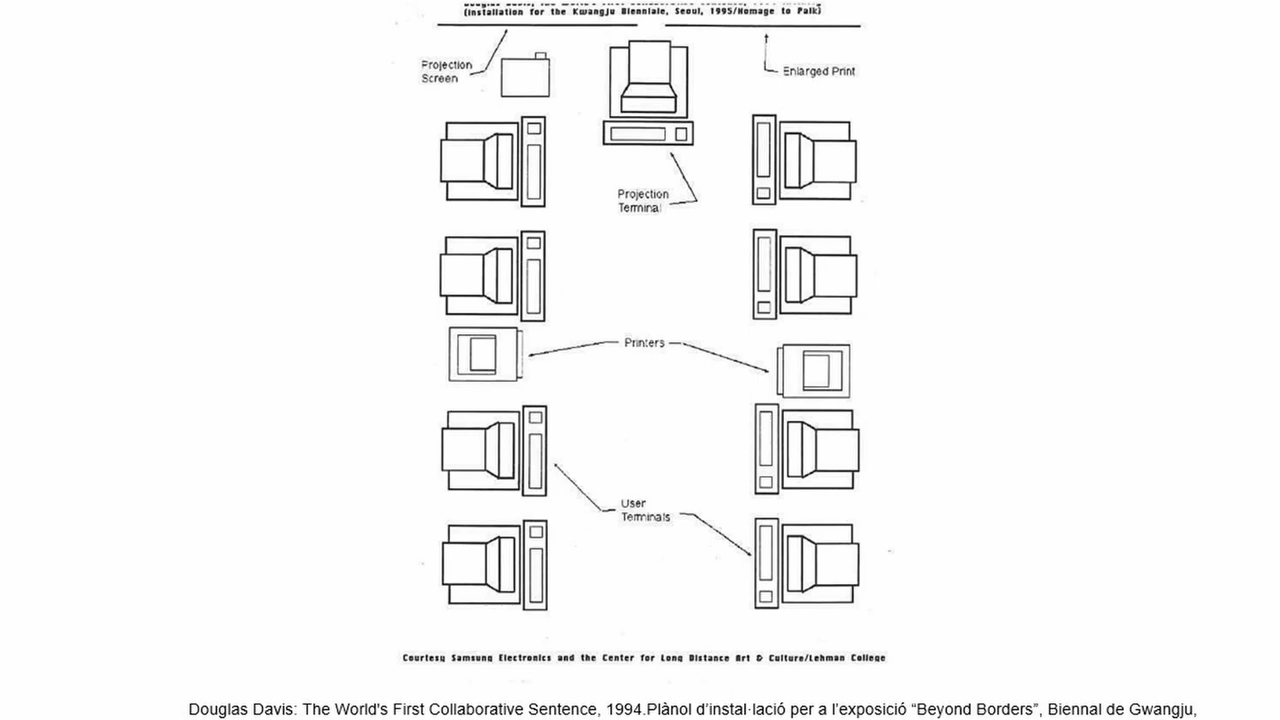 (Installation for the Kwangju Bienniale, Seoul, 1995/Homage to Paik)
Projection
Screen
Enlarged Print
Projection
Terminal
Printers
User
Terminals
Courtesy Samsung Electronics and the Center for Long Distance Art & Culture/Lehman College
Douglas Davis: The World's First Collaborative Sentence, 1994.Plànol d’instal·lació per a l’exposició “Beyond Borders”, Biennal de Gwangju,